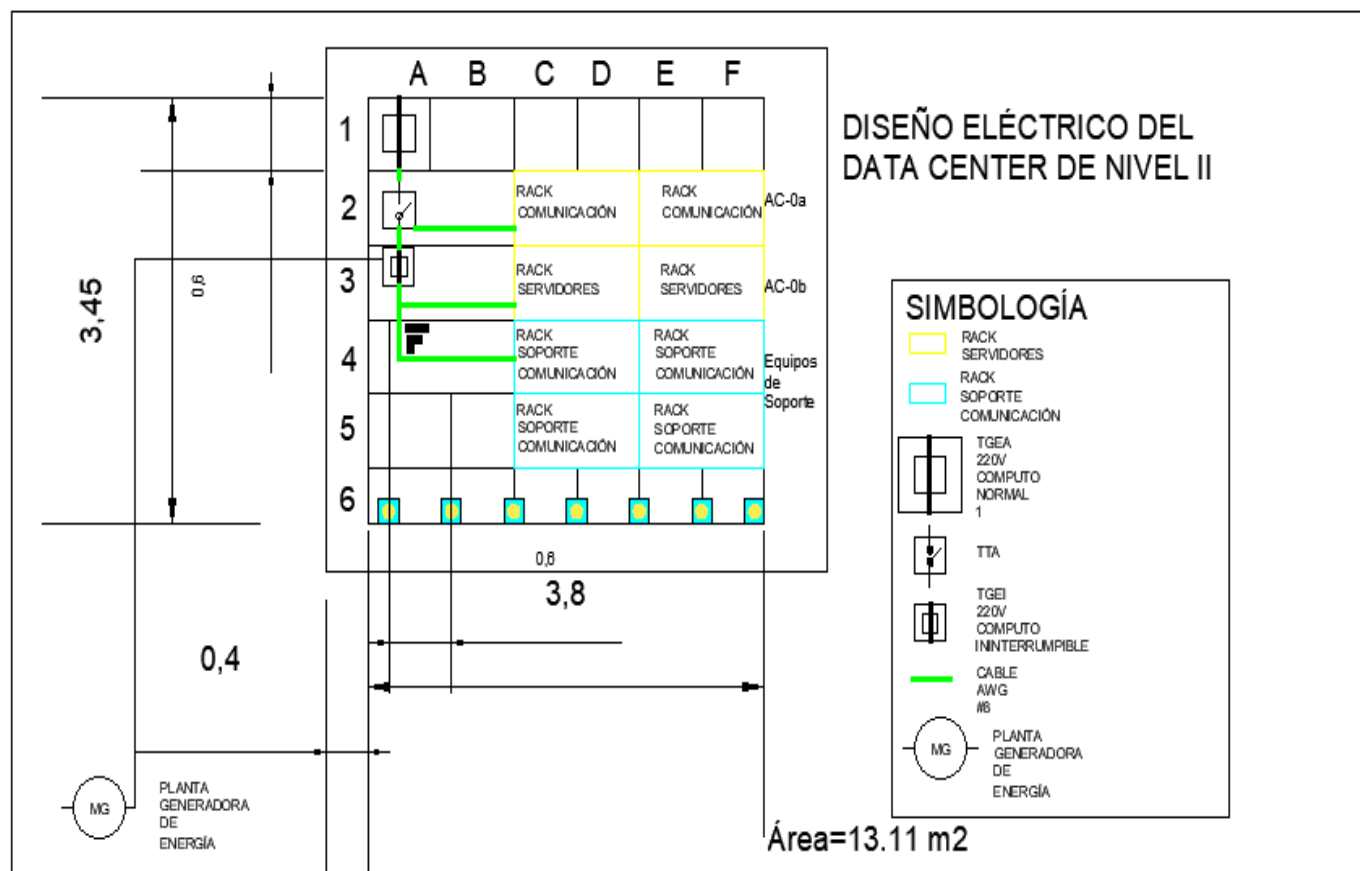 A B C D E F
DISEÑO ELÉCTRICO DEL
DATA CENTER DE NIVEL II
1
2
3
4
5
6
3,45
0,6
RACK
COMUNICACIÓN
RACK
COMUNICACIÓN
AC-0a
RACK
SERVIDORES
RACK
SERVIDORES
AC-0b
RACK
SOPORTE
COMUNICACIÓN
RACK
SOPORTE
COMUNICACIÓN
Equipos
de
Soporte
RACK
SOPORTE
COMUNICACIÓN
RACK
SOPORTE
COMUNICACIÓN
0,6
3,8
0,4
MG
PLANTA
GENERADORA
DE
ENERGÍA
Área=13.11 m2
SIMBOLOGÍA
RACK
SERVIDORES
RACK
SOPORTE
COMUNICACIÓN
TGEA
220V
COMPUTO
NORMAL
1
TTA
TGEI
220V
COMPUTO
ININTERRUMPIBLE
CABLE
AWG
#6
MG
PLANTA
GENERADORA
DE
ENERGÍA